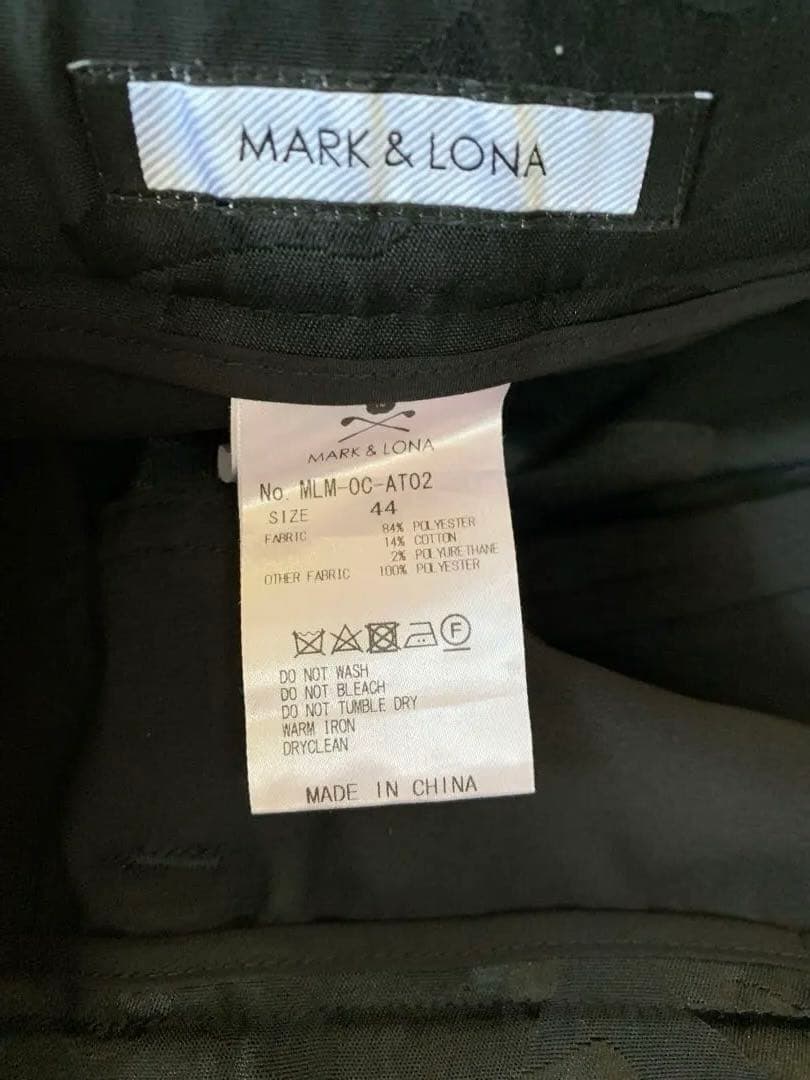 MARK & LONA
MARK & LONA
No. MLM-OC-AT02
SIZE 44
FABRIC 84% POLYESTER
14% COTTON
2% POLYURETHANE
OTHER FABRIC 100% POLYESTER
F
DO NOT WASH
DO NOT BLEACH
DO NOT TUMBLE DRY
WARM IRON
DRYCLEAN
MADE IN CHINA